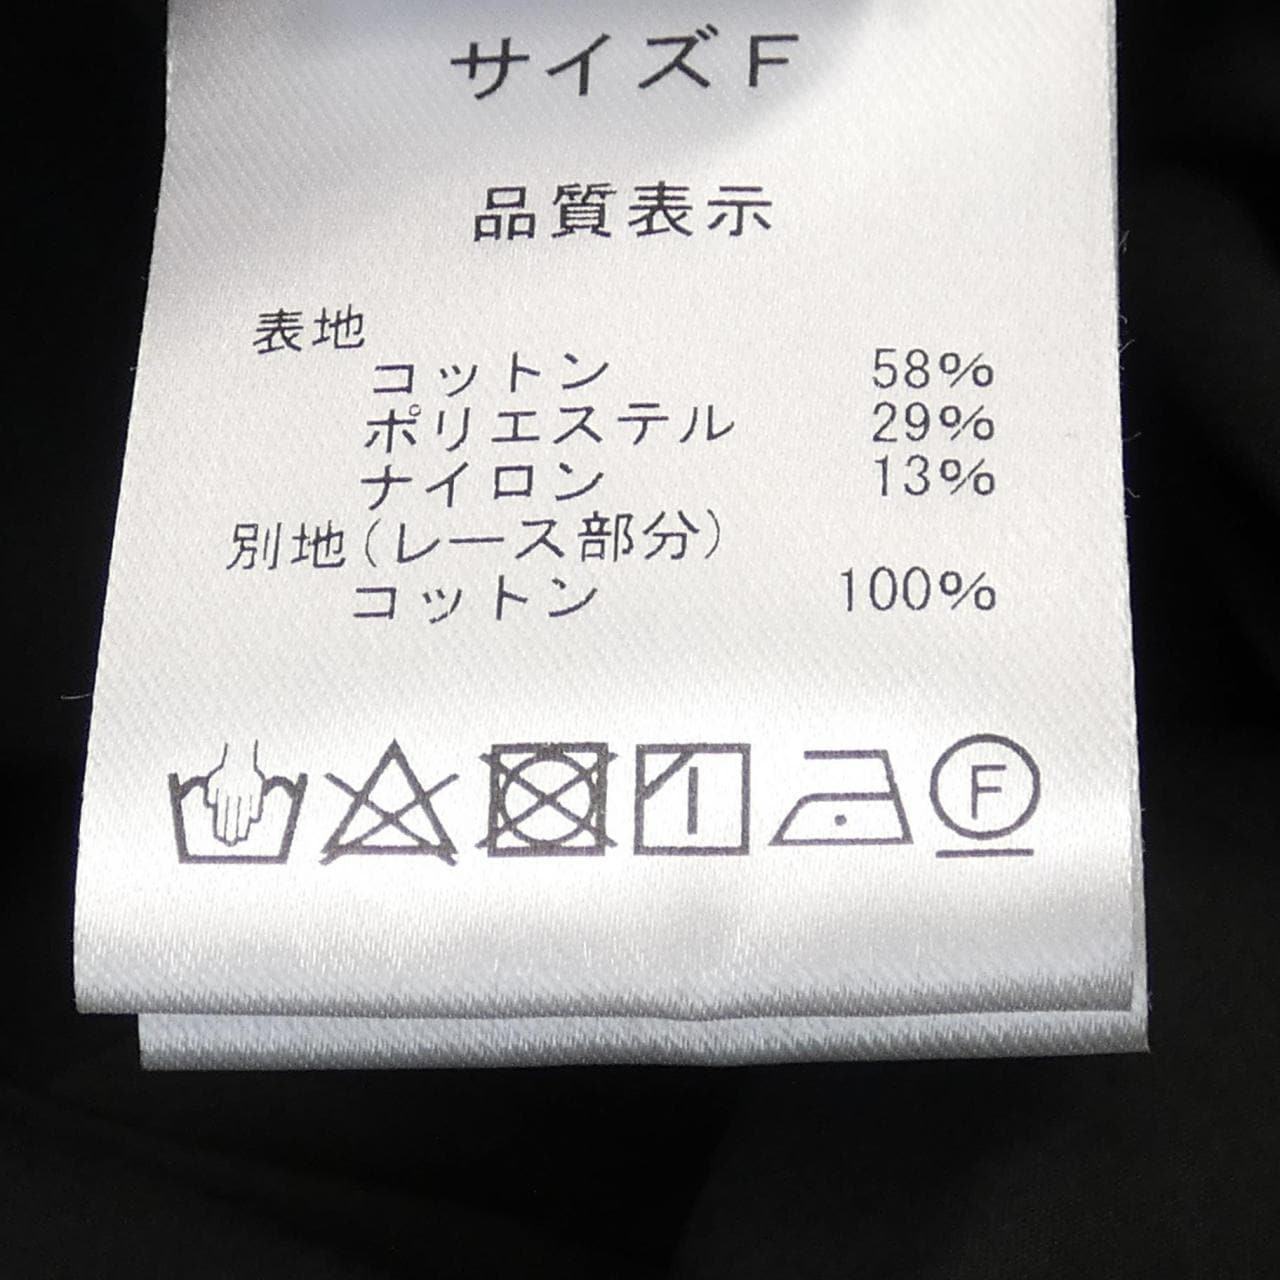 サイズF
品質表示
表地
コットン 58%
ポリエステル 29%
ナイロン 13%
別地(レース部分)
コットン 100%
F